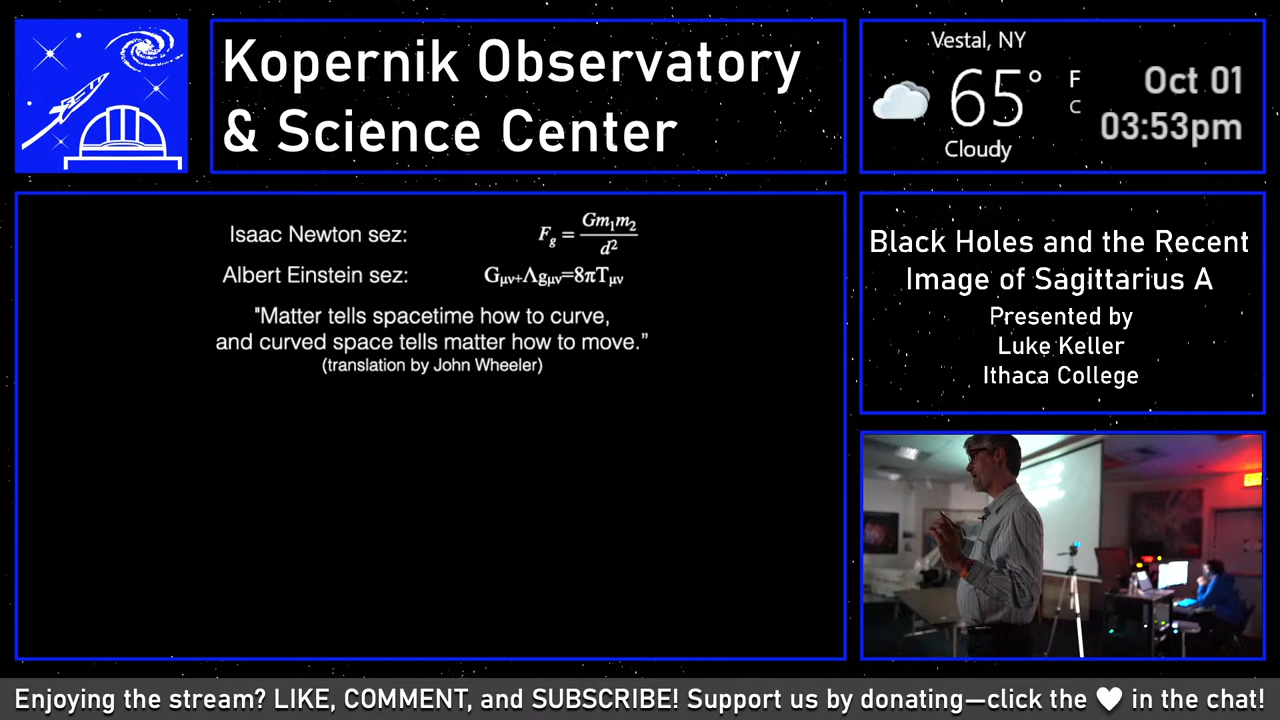 Kopernik Observatory
& Science Center
Vestal, NY
65° F
C
Cloudy
Oct 01
03:53pm
Isaac Newton sez: F_g = Gm₁m₂/d²
Albert Einstein sez: Gμν+Λgμν=8πTμν
"Matter tells spacetime how to curve,
and curved space tells matter how to move.”
(translation by John Wheeler)
Black Holes and the Recent
Image of Sagittarius A
Presented by
Luke Keller
Ithaca College
Enjoying the stream? LIKE, COMMENT, and SUBSCRIBE! Support us by donating—click the ♥ in the chat!